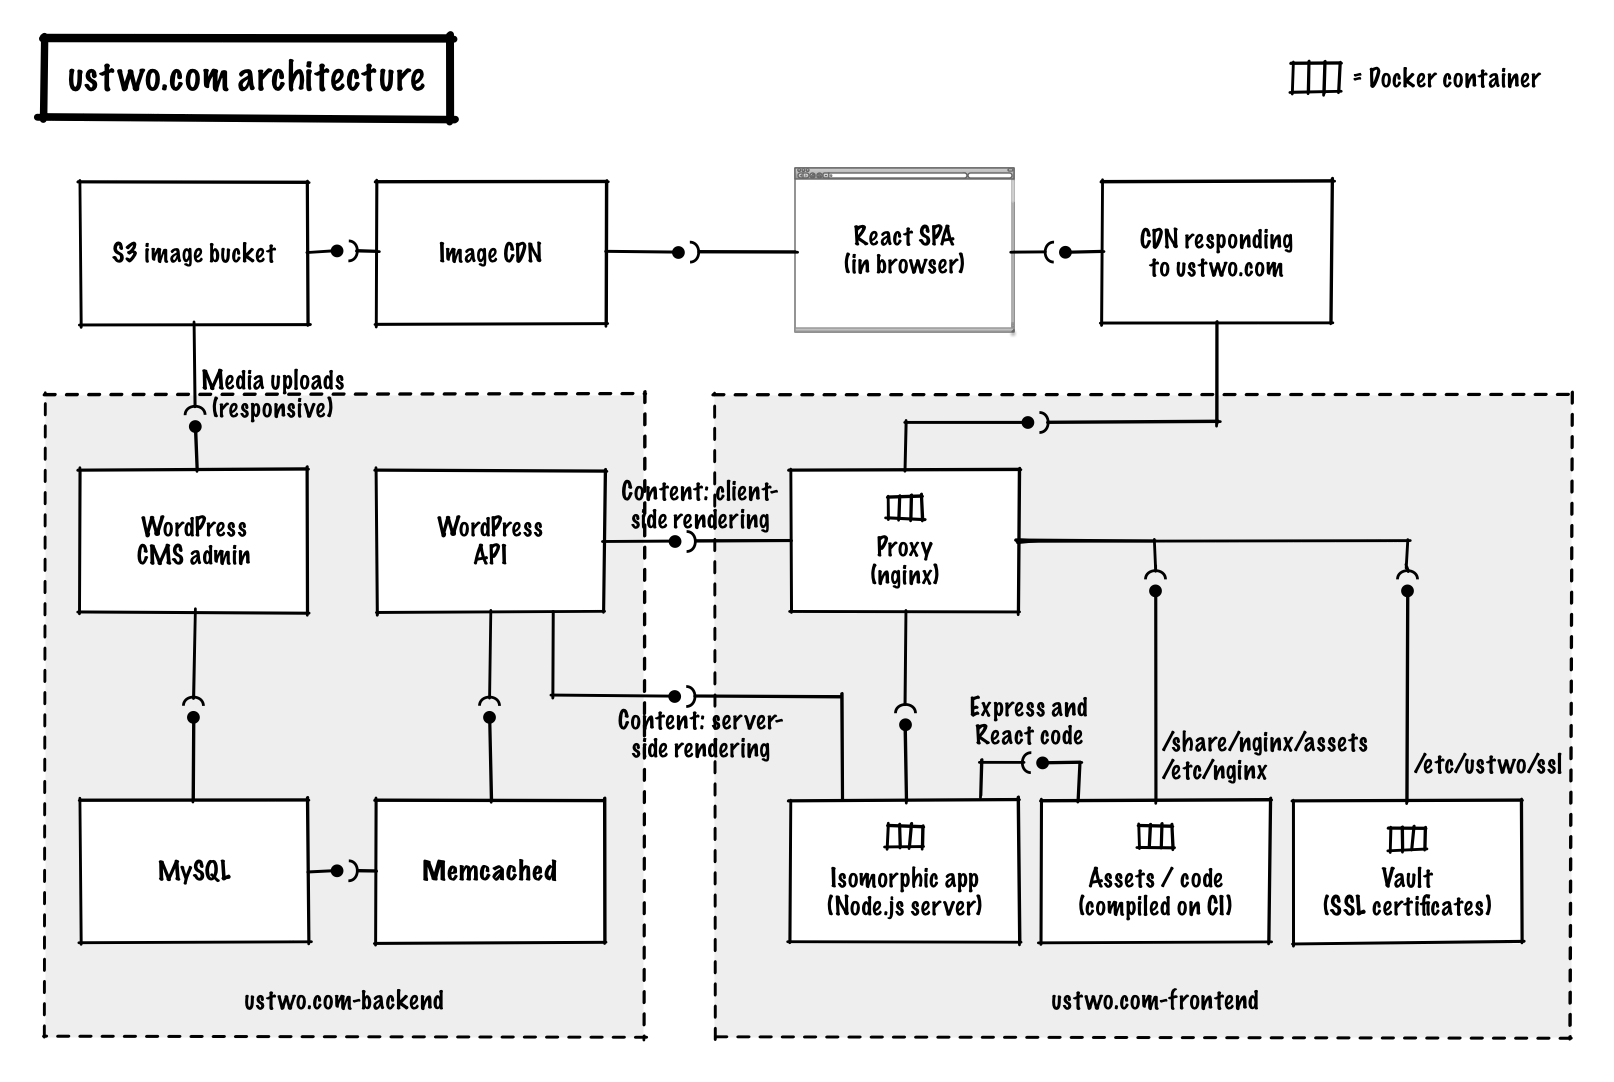 ustwo.com architecture
= Docker container
S3 image bucket
Image CDN
React SPA
(in browser)
CDN responding
to ustwo.com
Media uploads
(responsive)
WordPress
CMS admin
WordPress
API
Content: client-
side rendering
Proxy
(nginx)
Content: server-
side rendering
Express and
React code
/share/nginx/assets
/etc/nginx
/etc/ustwo/ssl
MySQL
Memcached
Isomorphic app
(Node.js server)
Assets / code
(compiled on CI)
Vault
(SSL certificates)
ustwo.com-backend
ustwo.com-frontend